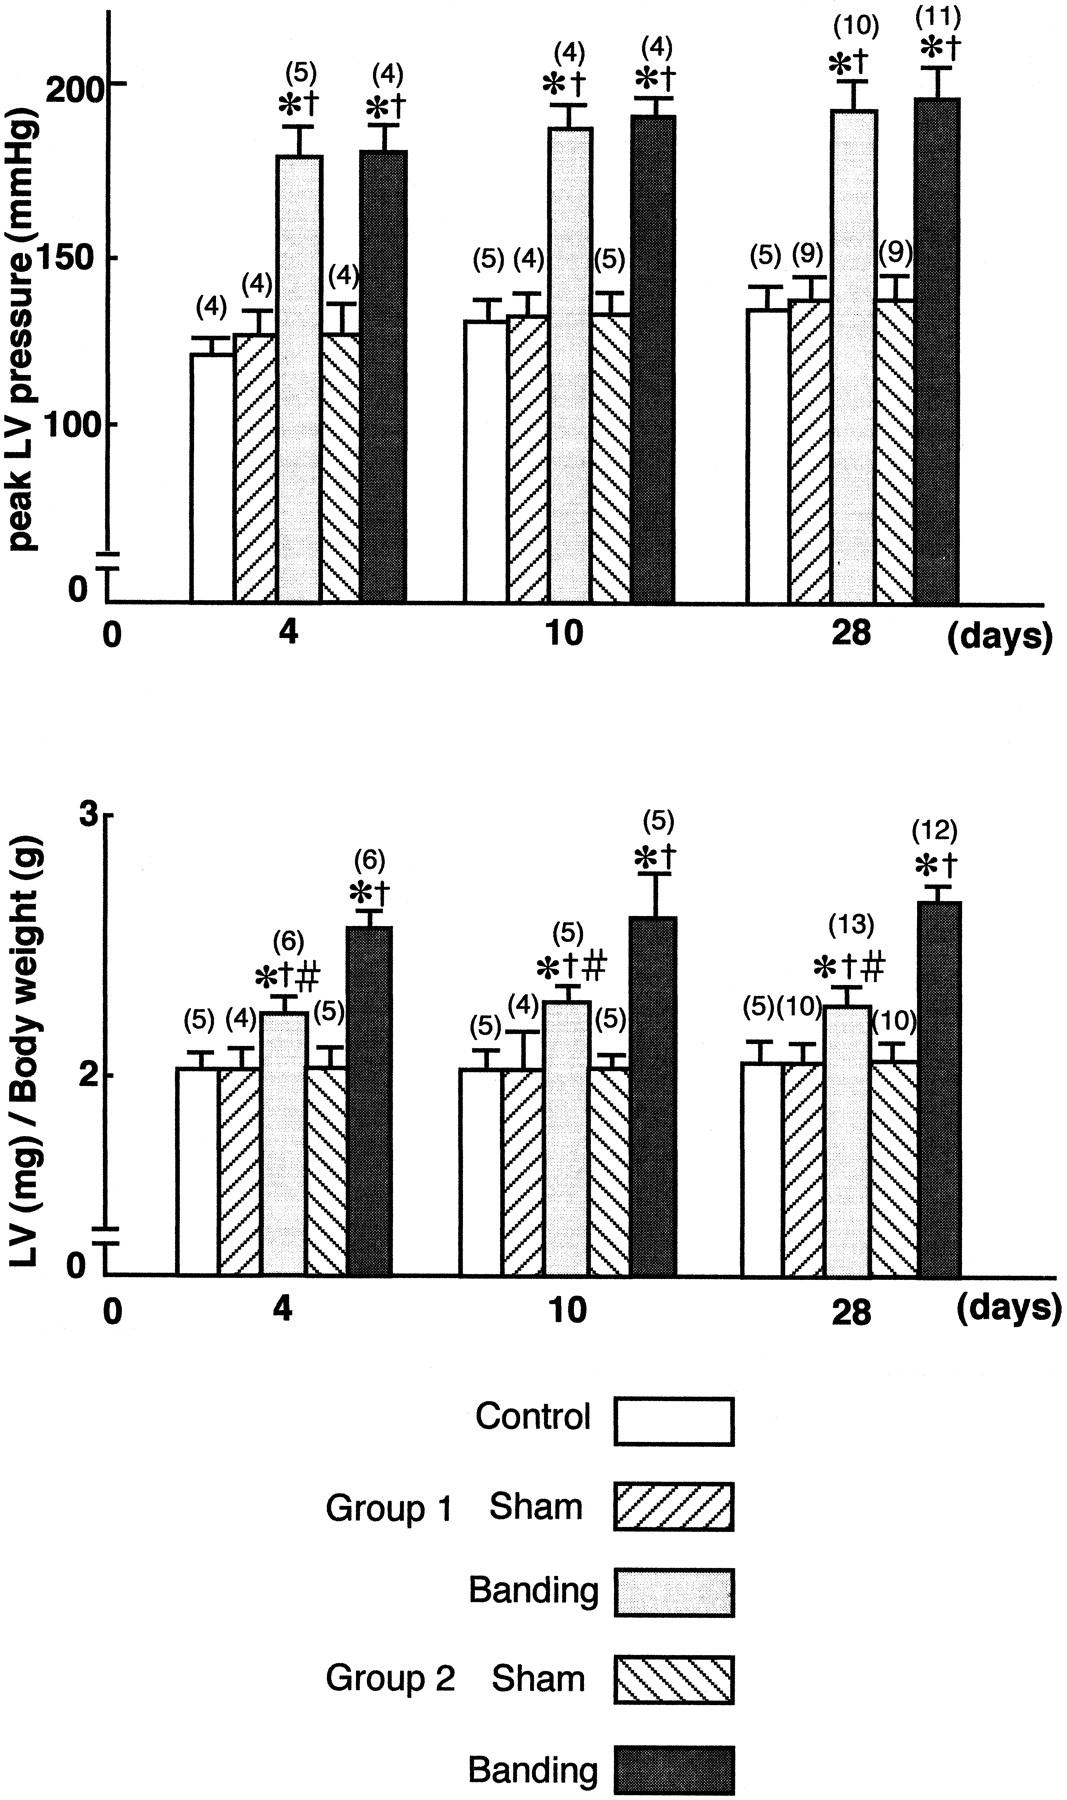 peak LV pressure (mmHg)
200
150
100
0
(4) (4) (5) *† (4) (4) *†
(5) (4) (4) *† (5) (4) *†
(5) (9) (10) *† (9) (11) *†
0 4 10 28 (days)
LV (mg) / Body weight (g)
3
2
0
(5) (4) (6) *†# (5) (6) *†
(5) (4) (5) *†# (5) (5) *†
(5) (10) (13) *†# (10) (12) *†
0 4 10 28 (days)
Control
Group 1 Sham
Banding
Group 2 Sham
Banding